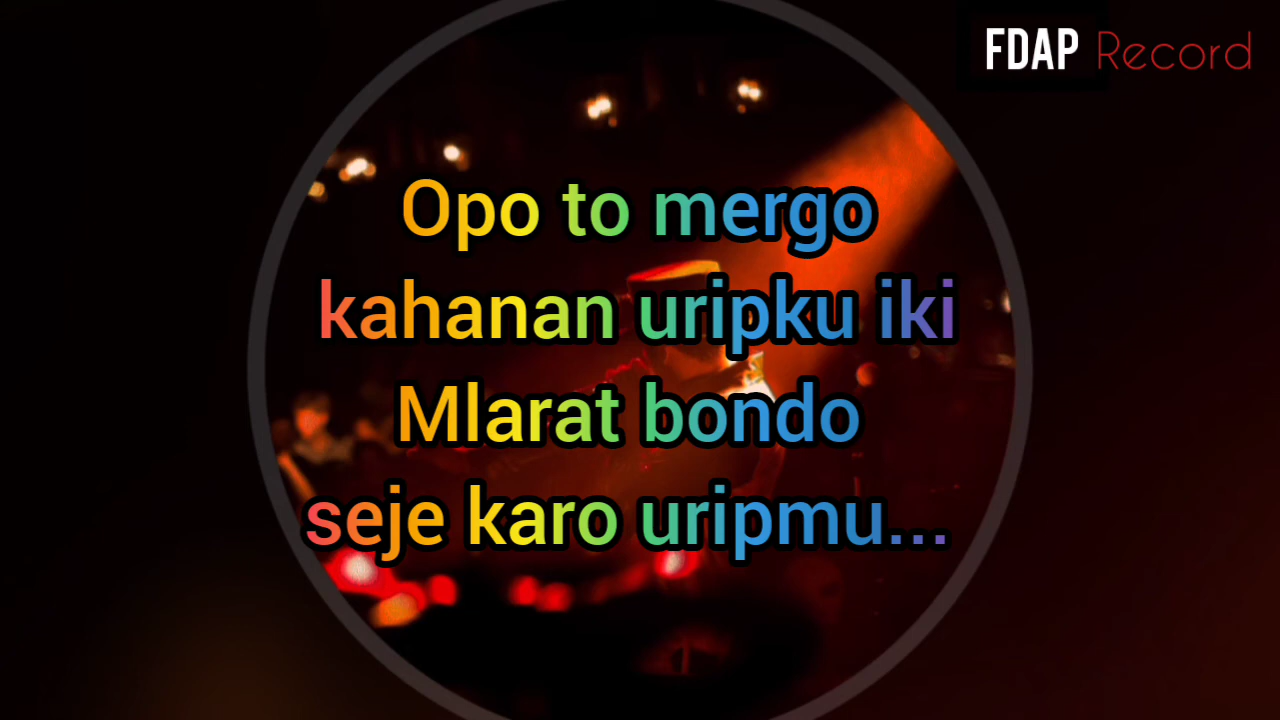 FDAP Record
Opo to mergo
kahanan uripku iki
Mlarat bondo
seje karo uripmu...